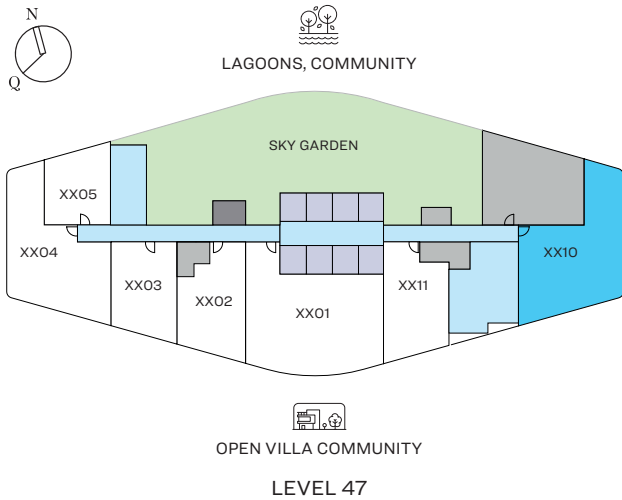 N
Q
LAGOONS, COMMUNITY
SKY GARDEN
XX05
XX04
XX10
XX03
XX11
XX02
XX01
OPEN VILLA COMMUNITY
LEVEL 47